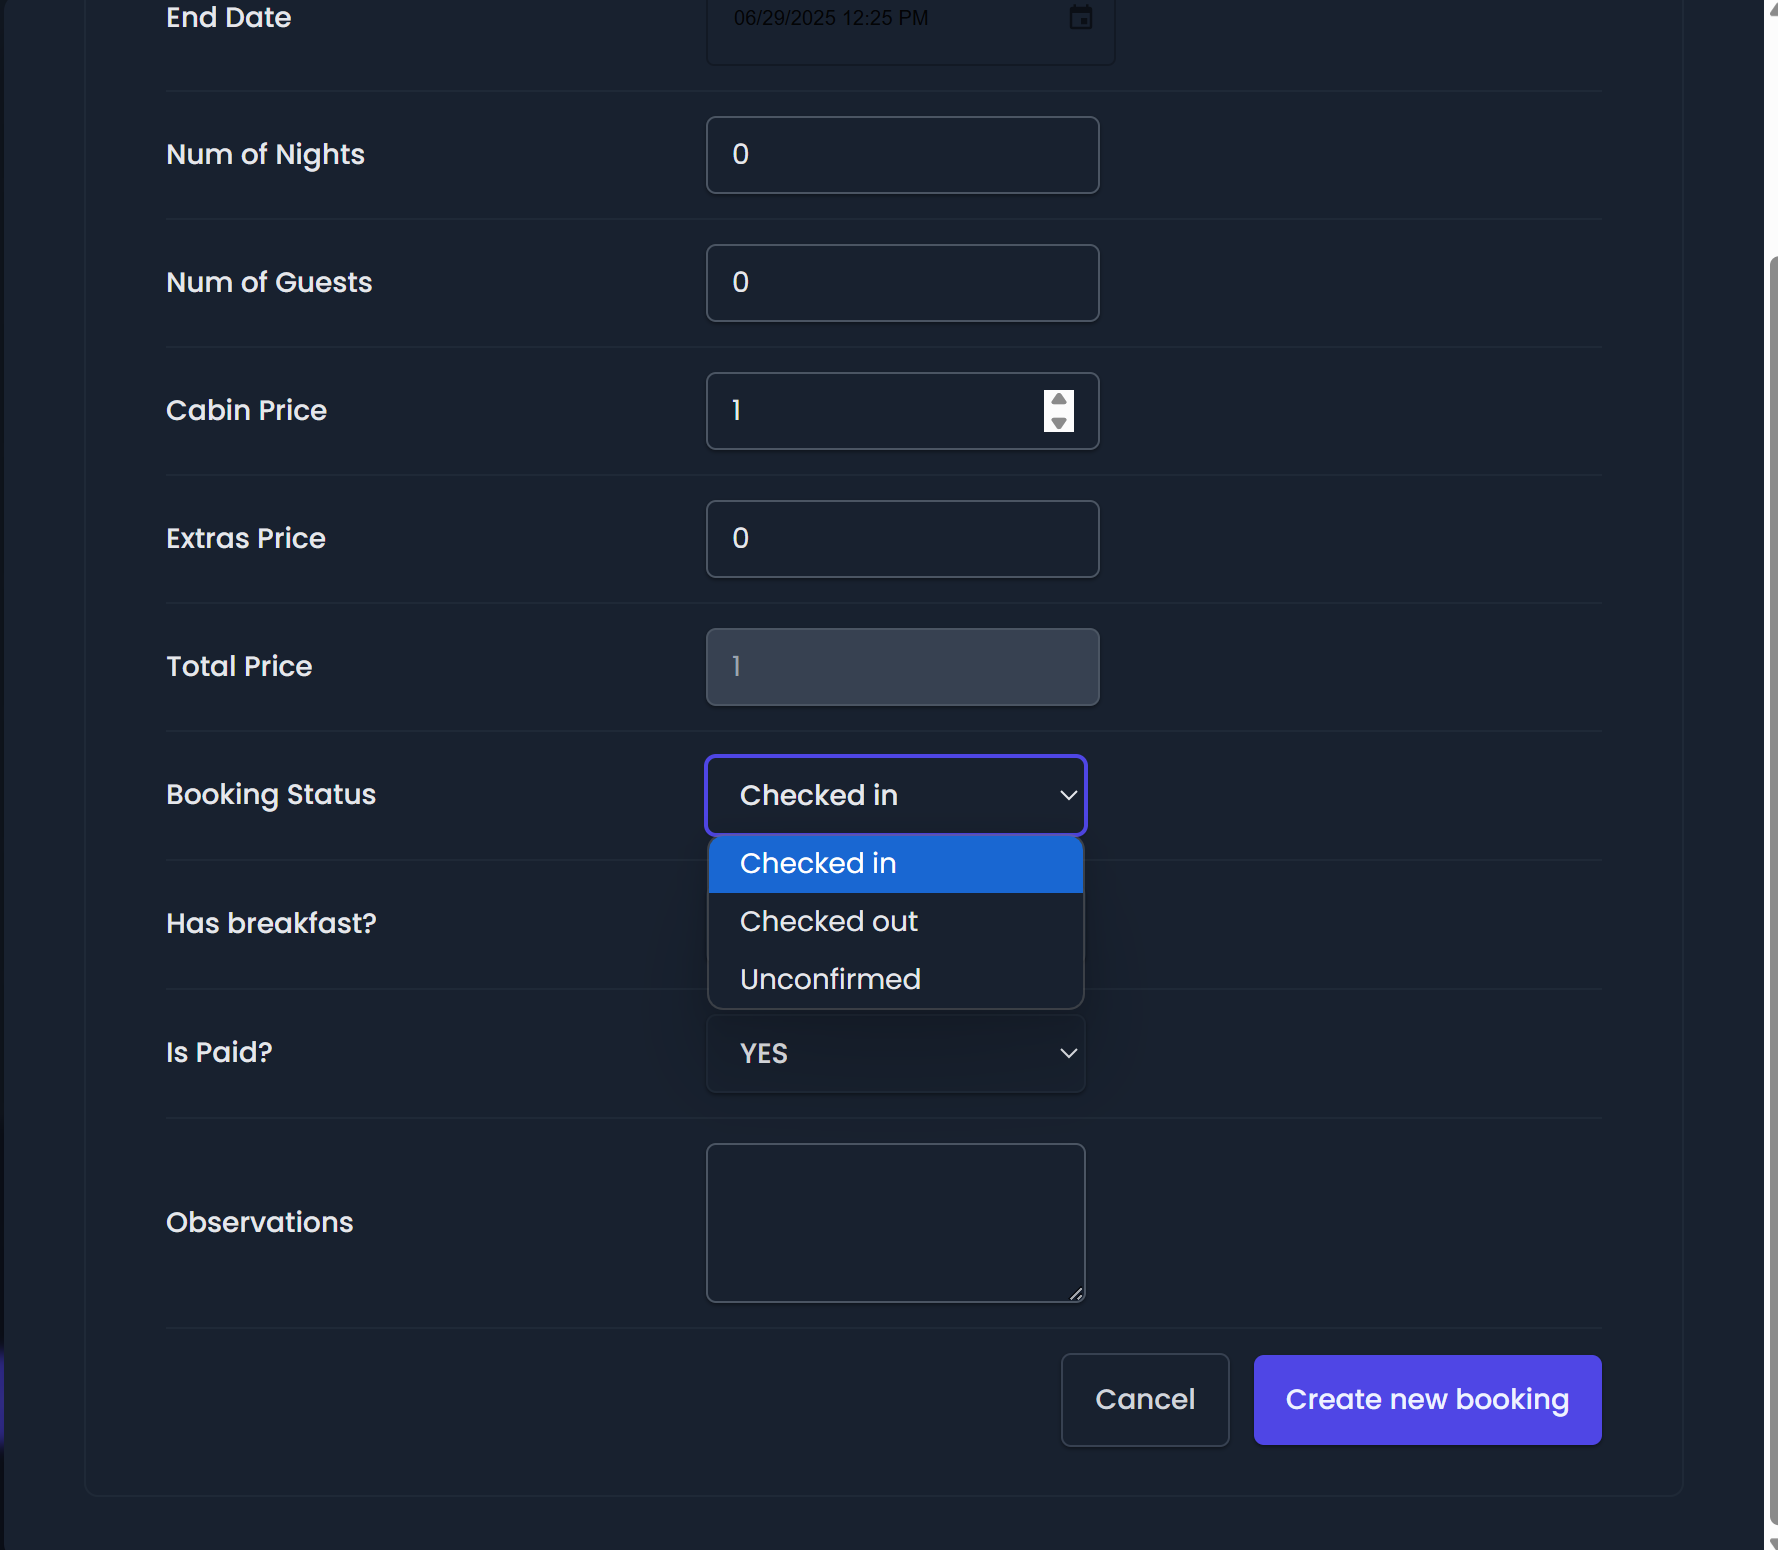 End Date
06/29/2025 12:25 PM
Num of Nights
0
Num of Guests
0
Cabin Price
1
Extras Price
0
Total Price
1
Booking Status
Checked in
Checked in
Checked out
Unconfirmed
Has breakfast?
Is Paid?
YES
Observations
Cancel
Create new booking